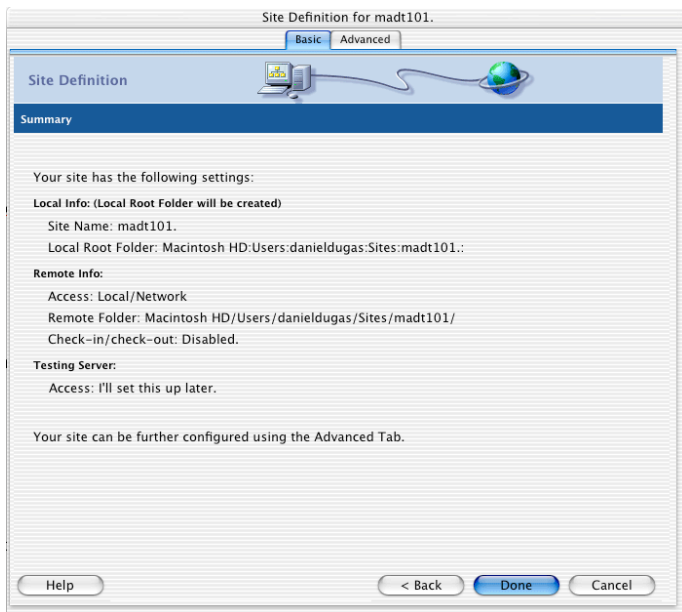 Site Definition for madt101.
Basic Advanced
Site Definition
Summary
Your site has the following settings:
Local Info: (Local Root Folder will be created)
Site Name: madt101.
Local Root Folder: Macintosh HD:Users:danieldugas:Sites:madt101.:
Remote Info:
Access: Local/Network
Remote Folder: Macintosh HD/Users/danieldugas/Sites/madt101/
Check-in/check-out: Disabled.
Testing Server:
Access: I'll set this up later.
Your site can be further configured using the Advanced Tab.
Help < Back Done Cancel